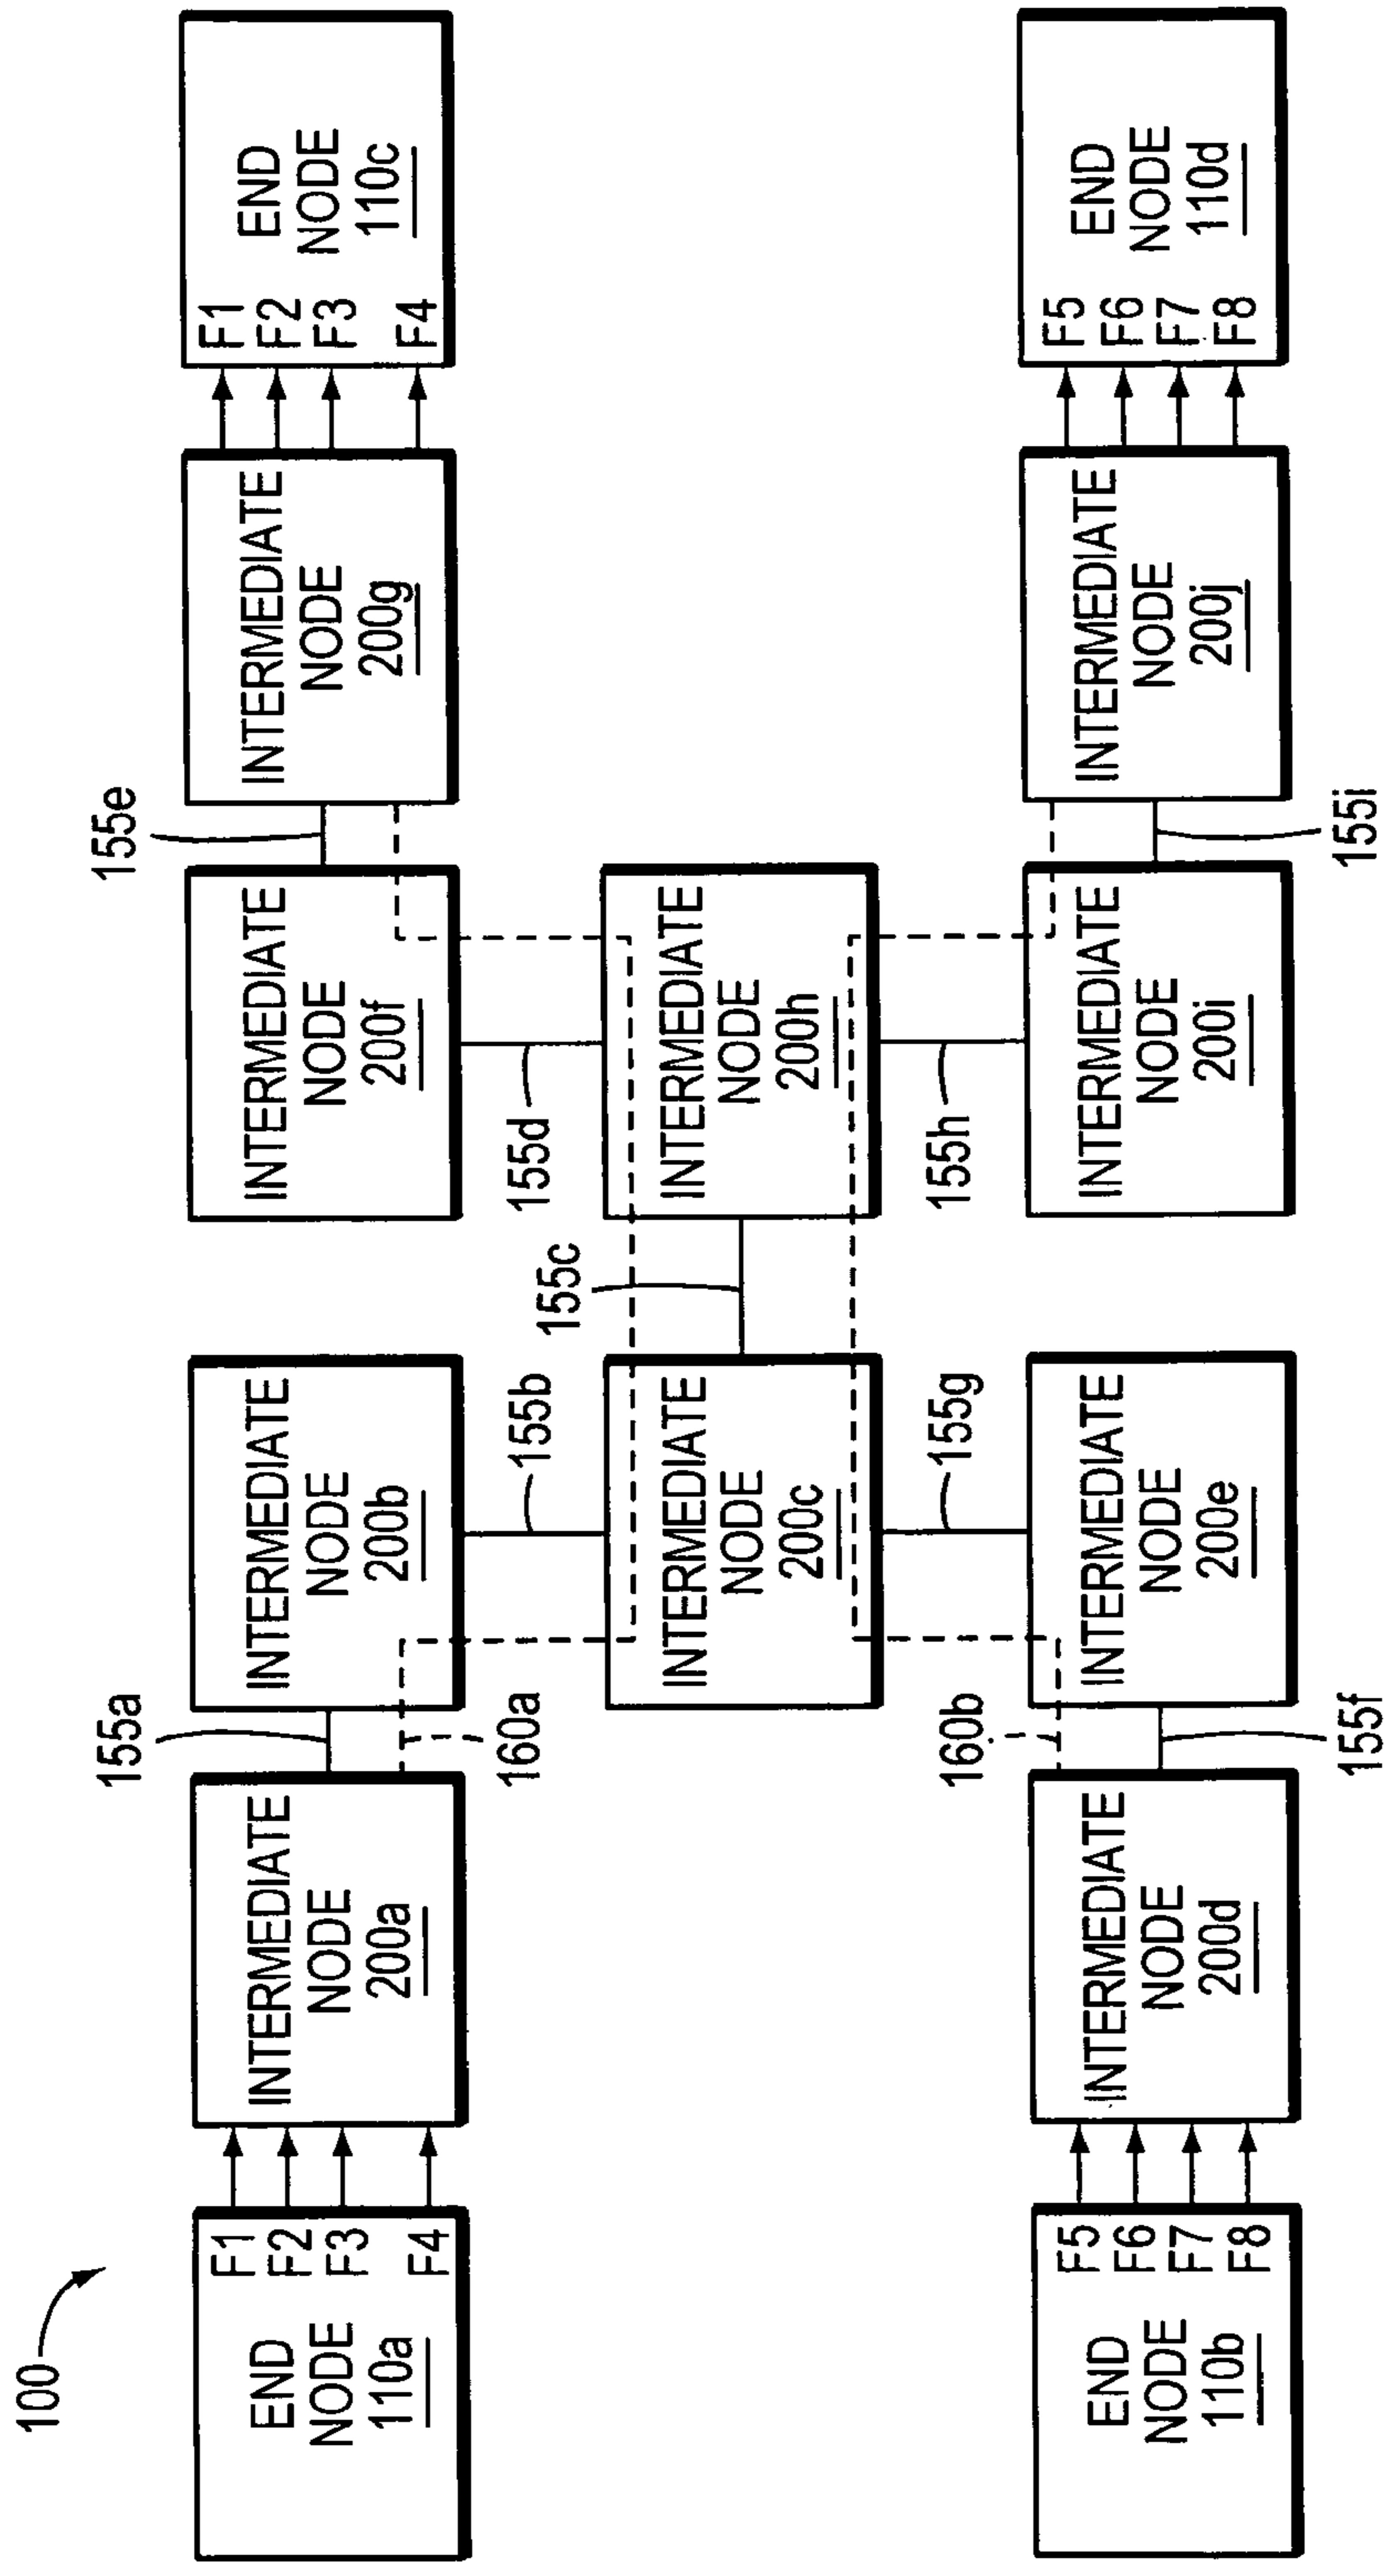 100
END
NODE
110a
F1
F2
F3
F4
INTERMEDIATE
NODE
200a
155a
160a
INTERMEDIATE
NODE
200b
155b
INTERMEDIATE
NODE
200f
155d
155e
INTERMEDIATE
NODE
200g
F1
F2
F3
F4
END
NODE
110c
INTERMEDIATE
NODE
200c
155c
INTERMEDIATE
NODE
200h
155g
155h
END
NODE
110b
F5
F6
F7
F8
INTERMEDIATE
NODE
200d
160b
155f
INTERMEDIATE
NODE
200e
INTERMEDIATE
NODE
200i
155i
INTERMEDIATE
NODE
200j
F5
F6
F7
F8
END
NODE
110d